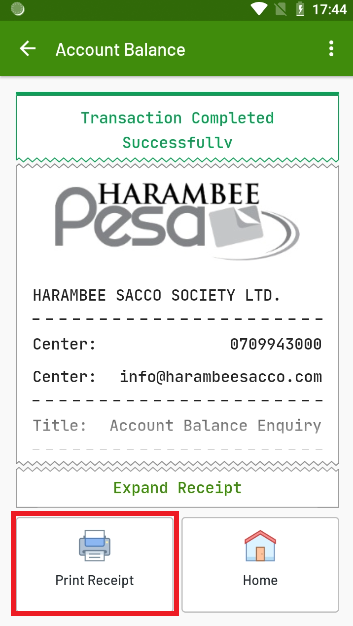 17:44
Account Balance
Transaction Completed
Successfully
HARAMBEE
Pesa
HARAMBEE SACCO SOCIETY LTD.
Center: 0709943000
Center: info@harambeesacco.com
Title: Account Balance Enquiry
Expand Receipt
Print Receipt Home